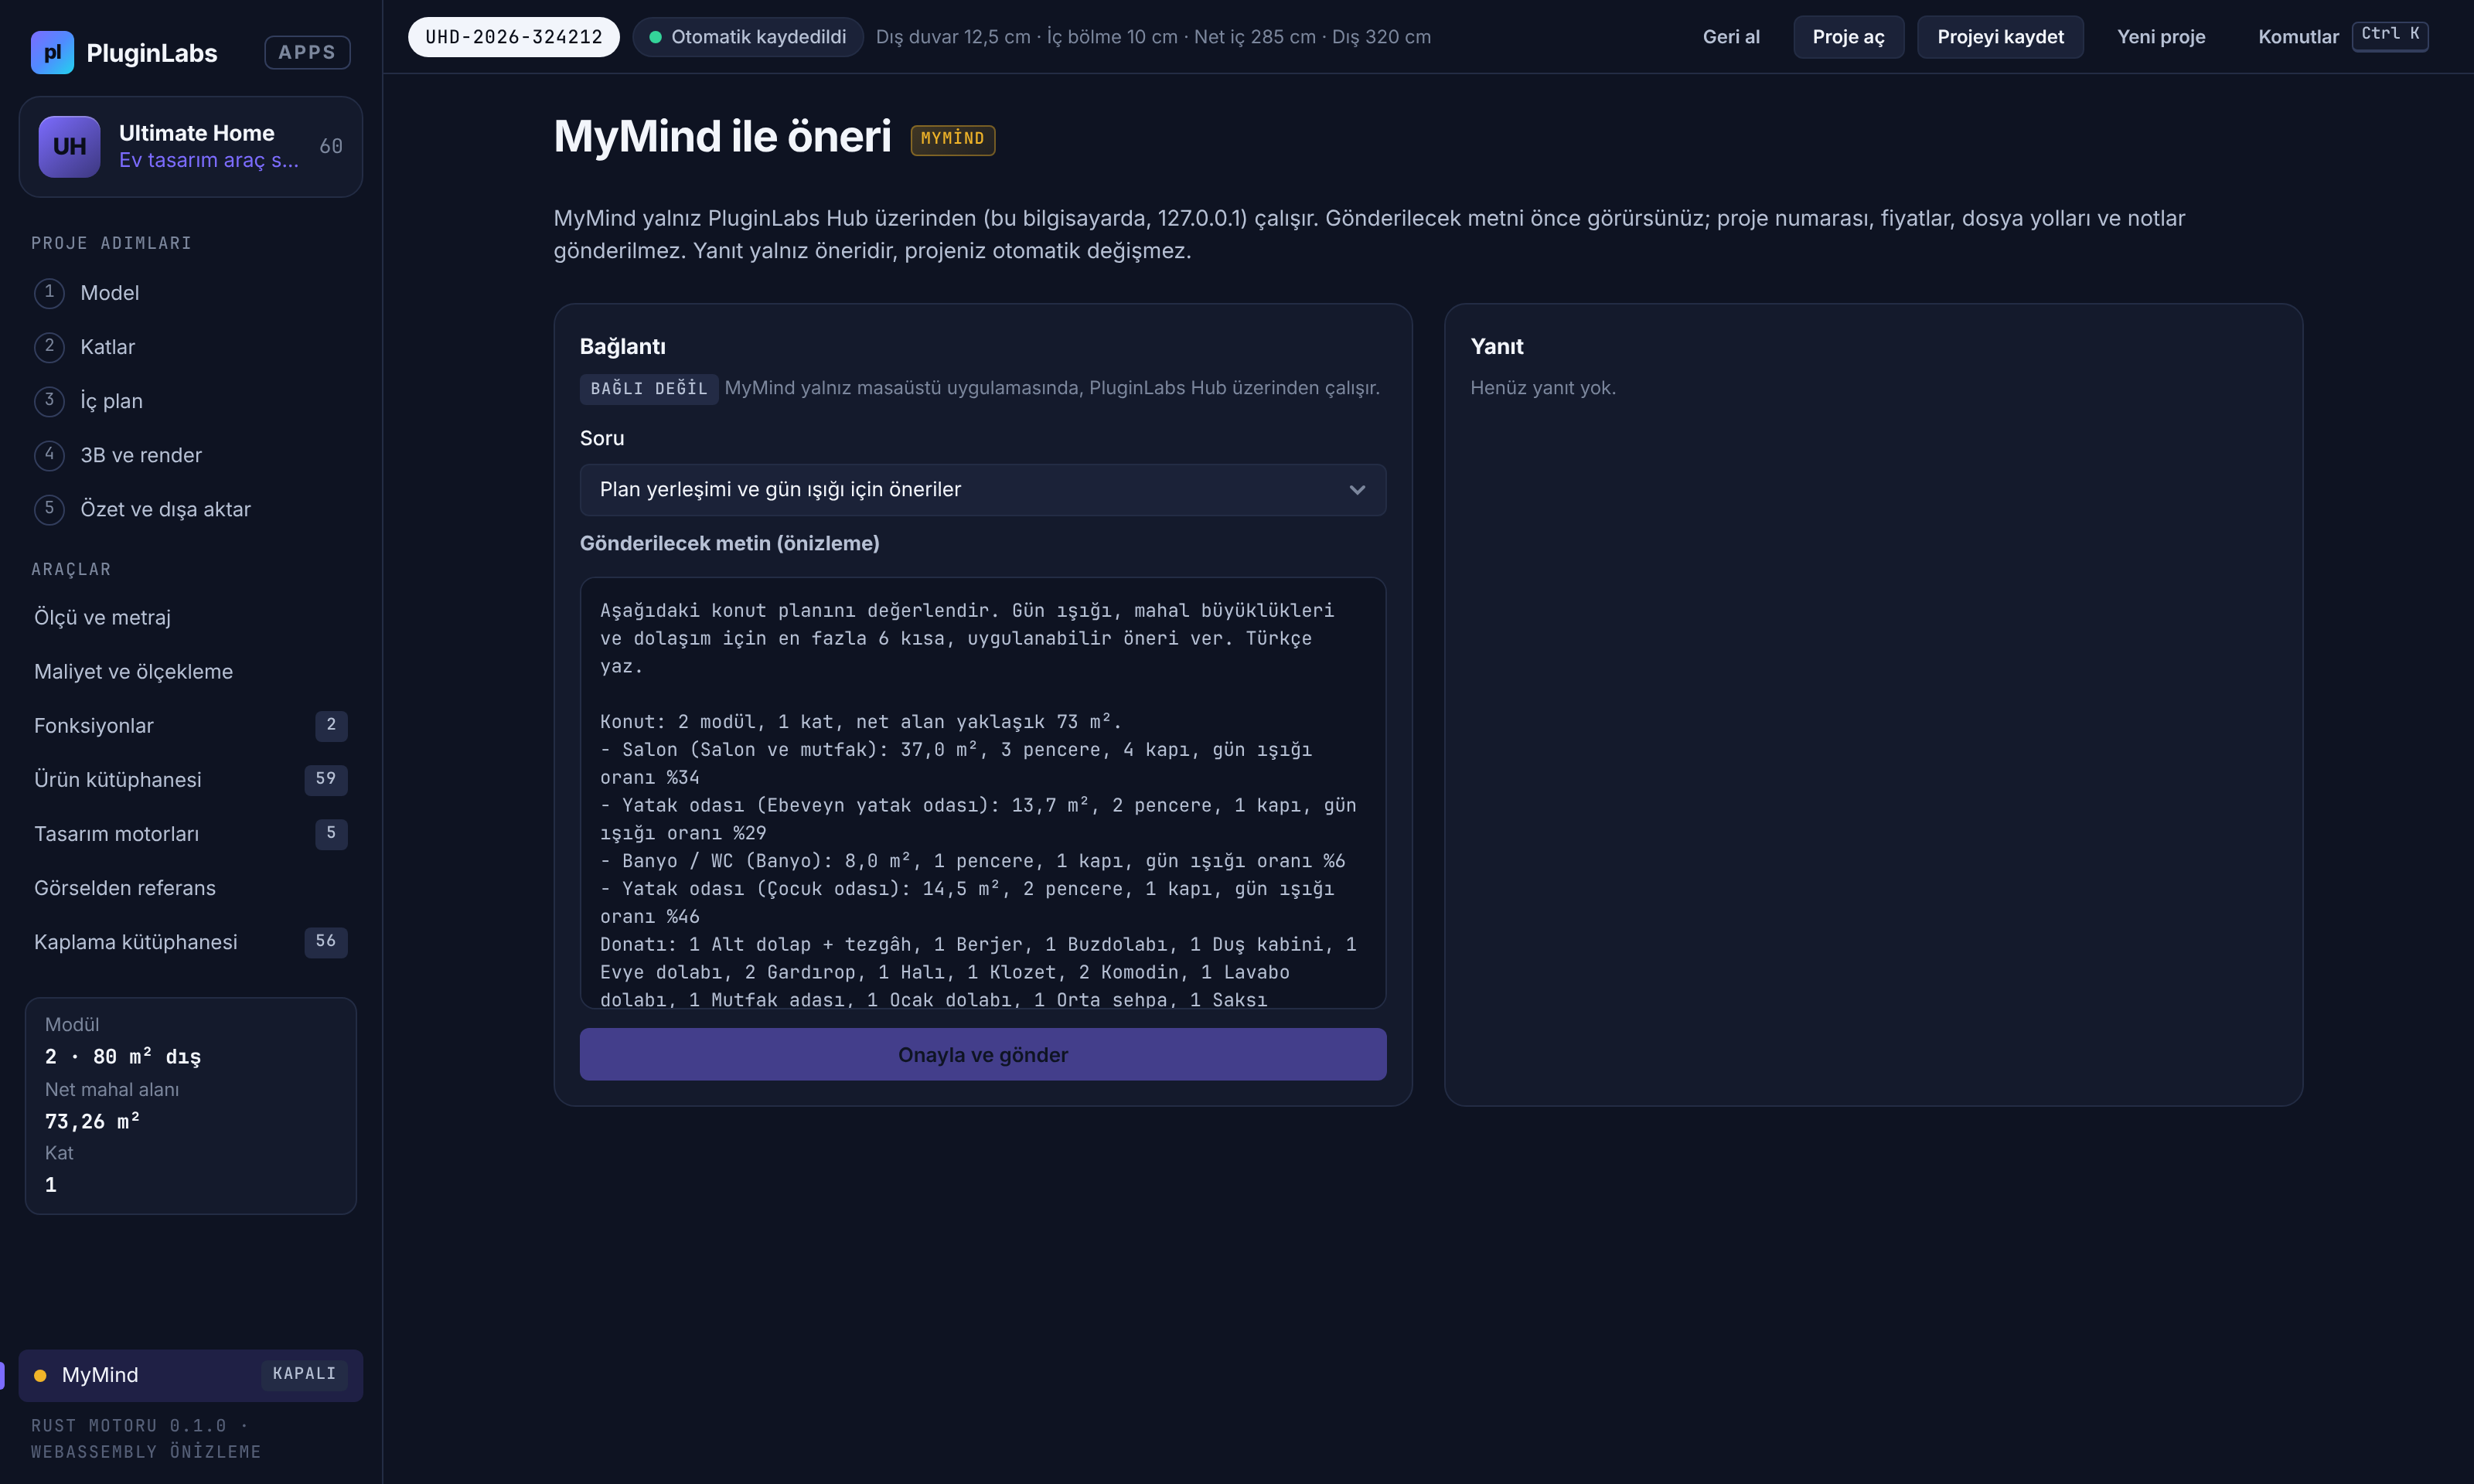 pl PluginLabs APPS
UH Ultimate Home 60
Ev tasarım araç s...
PROJE ADIMLARI
1 Model
2 Katlar
3 İç plan
4 3B ve render
5 Özet ve dışa aktar
ARAÇLAR
Ölçü ve metraj
Maliyet ve ölçekleme
Fonksiyonlar 2
Ürün kütüphanesi 59
Tasarım motorları 5
Görselden referans
Kaplama kütüphanesi 56
Modül
2 · 80 m² dış
Net mahal alanı
73,26 m²
Kat
1
MyMind KAPALI
RUST MOTORU 0.1.0 ·
WEBASSEMBLY ÖNİZLEME
UHD-2026-324212 Otomatik kaydedildi Dış duvar 12,5 cm · İç bölme 10 cm · Net iç 285 cm · Dış 320 cm Geri al Proje aç Projeyi kaydet Yeni proje Komutlar Ctrl K
MyMind ile öneri MYMİND
MyMind yalnız PluginLabs Hub üzerinden (bu bilgisayarda, 127.0.0.1) çalışır. Gönderilecek metni önce görürsünüz; proje numarası, fiyatlar, dosya yolları ve notlar
gönderilmez. Yanıt yalnız öneridir, projeniz otomatik değişmez.
Bağlantı
BAĞLI DEĞİL MyMind yalnız masaüstü uygulamasında, PluginLabs Hub üzerinden çalışır.
Soru
Plan yerleşimi ve gün ışığı için öneriler
Gönderilecek metin (önizleme)
Aşağıdaki konut planını değerlendir. Gün ışığı, mahal büyüklükleri
ve dolaşım için en fazla 6 kısa, uygulanabilir öneri ver. Türkçe
yaz.
Konut: 2 modül, 1 kat, net alan yaklaşık 73 m².
- Salon (Salon ve mutfak): 37,0 m², 3 pencere, 4 kapı, gün ışığı
oranı %34
- Yatak odası (Ebeveyn yatak odası): 13,7 m², 2 pencere, 1 kapı, gün
ışığı oranı %29
- Banyo / WC (Banyo): 8,0 m², 1 pencere, 1 kapı, gün ışığı oranı %6
- Yatak odası (Çocuk odası): 14,5 m², 2 pencere, 1 kapı, gün ışığı
oranı %46
Donatı: 1 Alt dolap + tezgâh, 1 Berjer, 1 Buzdolabı, 1 Duş kabini, 1
Evye dolabı, 2 Gardırop, 1 Halı, 1 Klozet, 2 Komodin, 1 Lavabo
dolabı, 1 Mutfak adası, 1 Ocak dolabı, 1 Orta sehpa, 1 Saksı
Onayla ve gönder
Yanıt
Henüz yanıt yok.